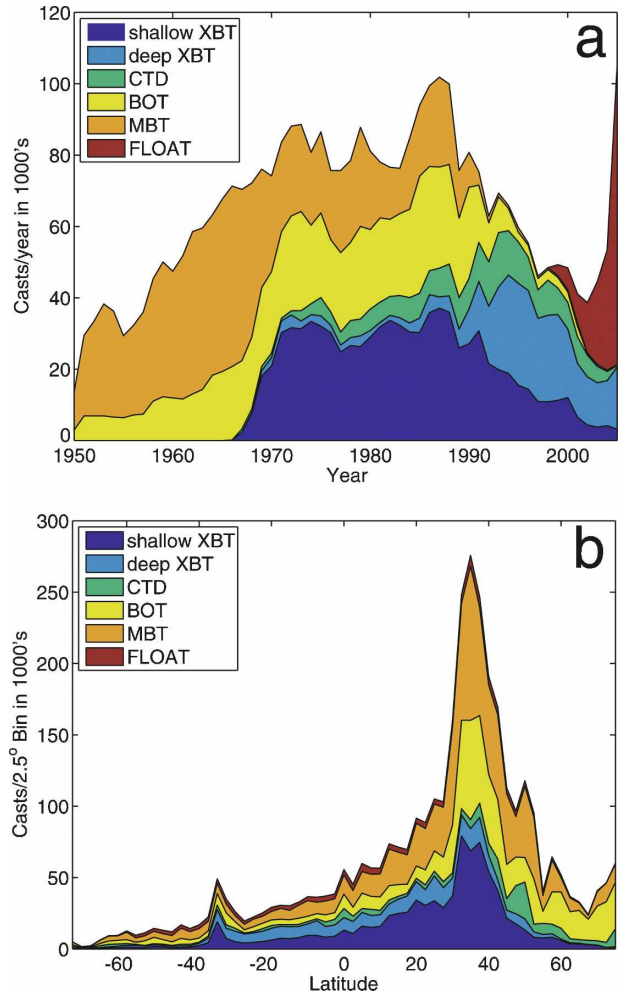 a
shallow XBT
deep XBT
CTD
BOT
MBT
FLOAT
120
100
80
60
40
20
0
Casts/year in 1000's
1950 1960 1970 1980 1990 2000
Year
b
shallow XBT
deep XBT
CTD
BOT
MBT
FLOAT
300
250
200
150
100
50
0
Casts/2.5° Bin in 1000's
-60 -40 -20 0 20 40 60
Latitude